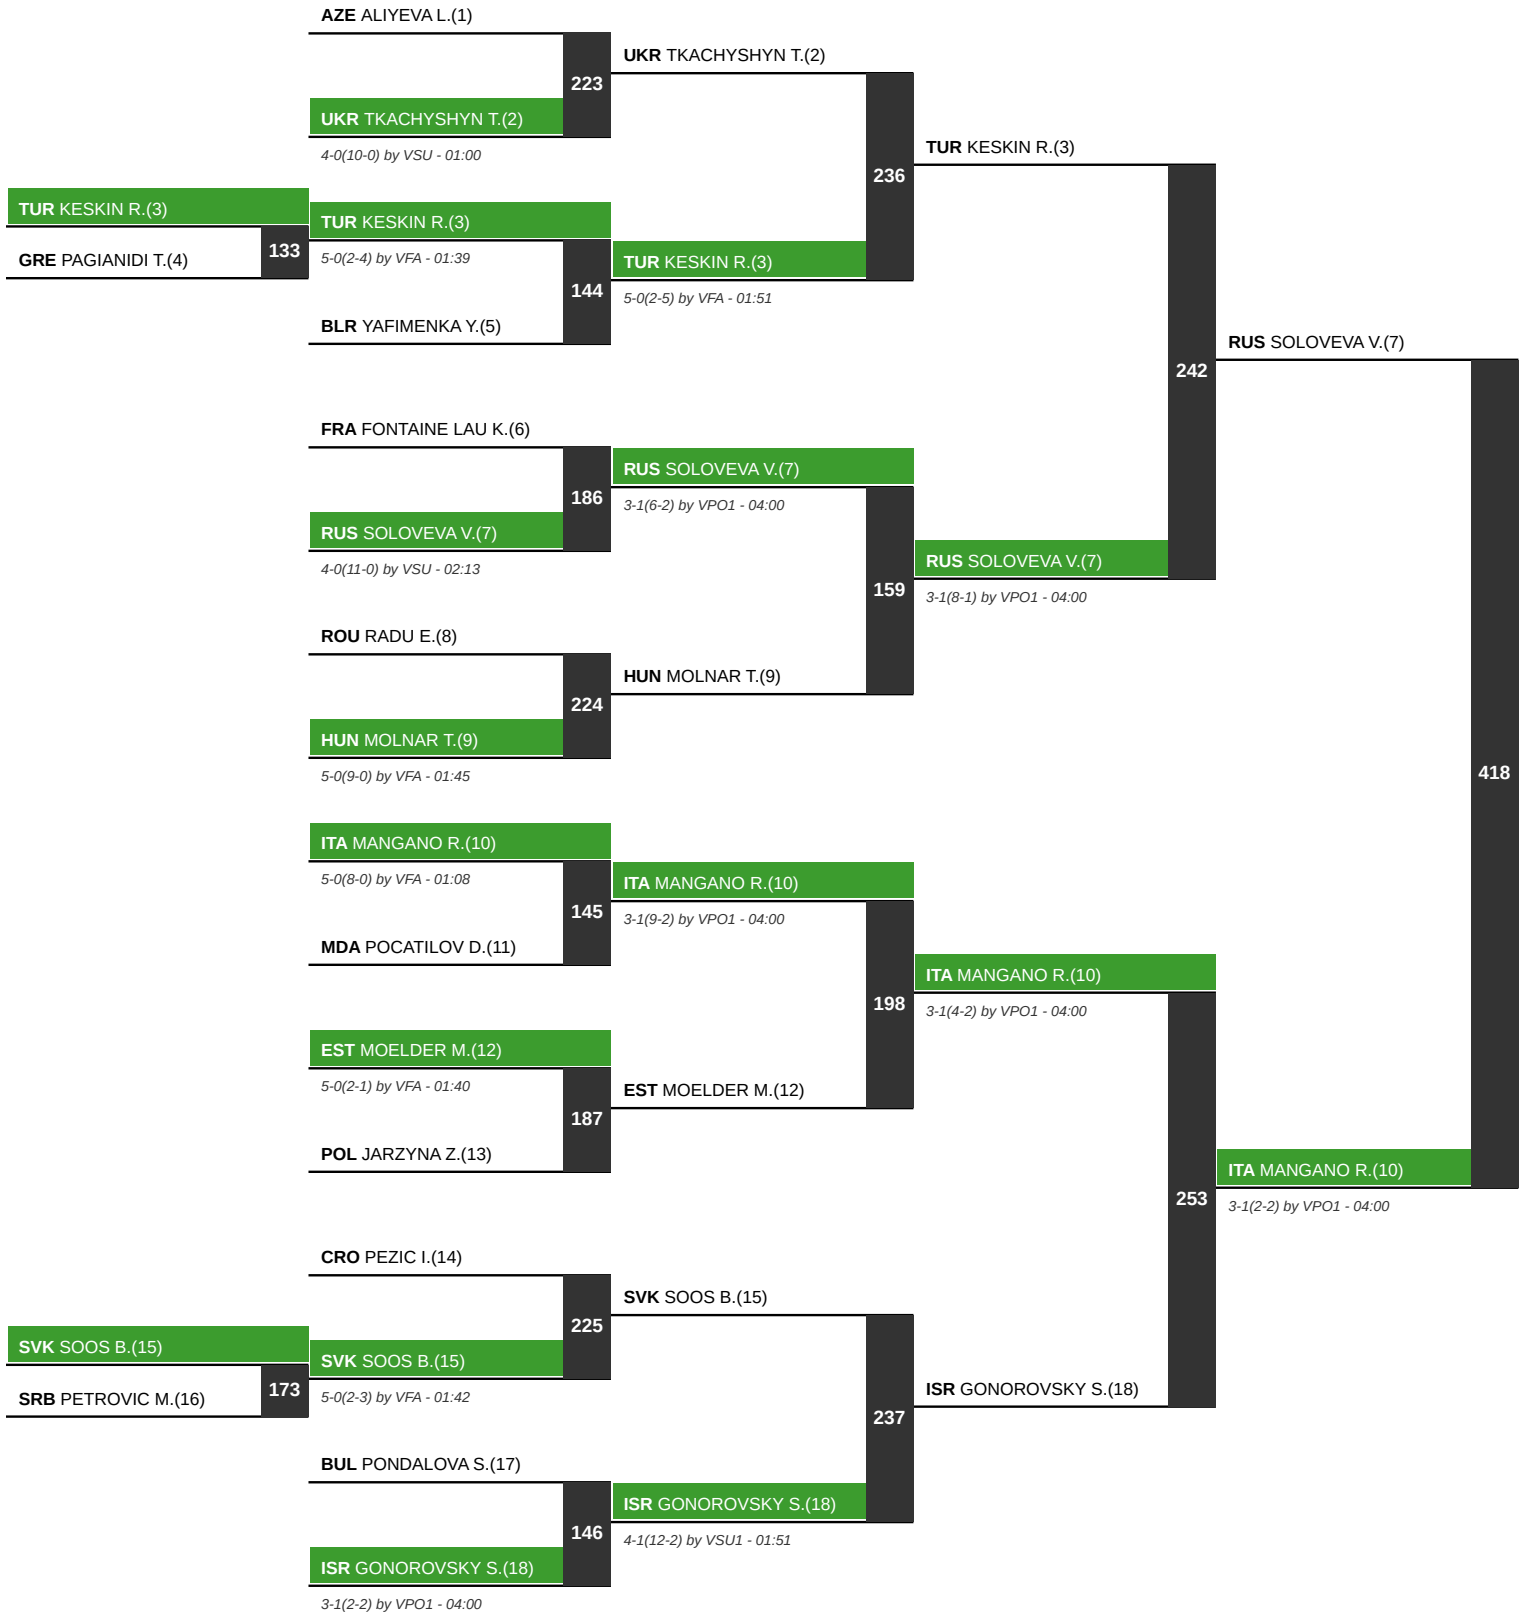 AZE ALIYEVA L.(1)
223
UKR TKACHYSHYN T.(2)
4-0(10-0) by VSU - 01:00
TUR KESKIN R.(3)
GRE PAGIANIDI T.(4)
133
TUR KESKIN R.(3)
5-0(2-4) by VFA - 01:39
144
BLR YAFIMENKA Y.(5)
UKR TKACHYSHYN T.(2)
236
TUR KESKIN R.(3)
5-0(2-5) by VFA - 01:51
TUR KESKIN R.(3)
242
FRA FONTAINE LAU K.(6)
186
RUS SOLOVEVA V.(7)
4-0(11-0) by VSU - 02:13
RUS SOLOVEVA V.(7)
3-1(6-2) by VPO1 - 04:00
159
ROU RADU E.(8)
224
HUN MOLNAR T.(9)
5-0(9-0) by VFA - 01:45
HUN MOLNAR T.(9)
RUS SOLOVEVA V.(7)
3-1(8-1) by VPO1 - 04:00
RUS SOLOVEVA V.(7)
418
ITA MANGANO R.(10)
5-0(8-0) by VFA - 01:08
145
MDA POCATILOV D.(11)
ITA MANGANO R.(10)
3-1(9-2) by VPO1 - 04:00
198
EST MOELDER M.(12)
5-0(2-1) by VFA - 01:40
187
POL JARZYNA Z.(13)
EST MOELDER M.(12)
ITA MANGANO R.(10)
3-1(4-2) by VPO1 - 04:00
253
ITA MANGANO R.(10)
3-1(2-2) by VPO1 - 04:00
CRO PEZIC I.(14)
225
SVK SOOS B.(15)
SRB PETROVIC M.(16)
173
SVK SOOS B.(15)
5-0(2-3) by VFA - 01:42
SVK SOOS B.(15)
237
BUL PONDALOVA S.(17)
146
ISR GONOROVSKY S.(18)
3-1(2-2) by VPO1 - 04:00
ISR GONOROVSKY S.(18)
4-1(12-2) by VSU1 - 01:51
ISR GONOROVSKY S.(18)